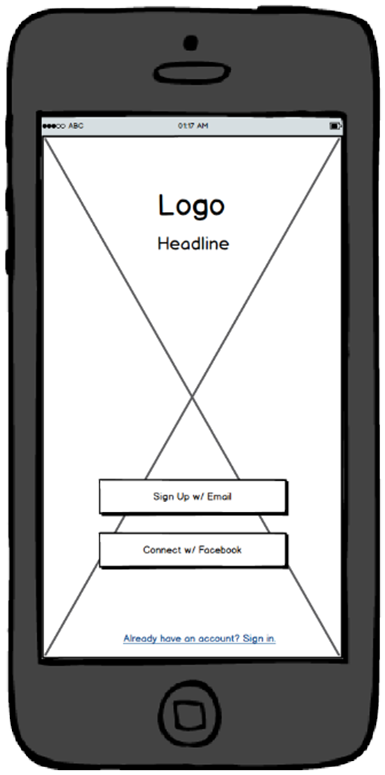 ABC 01:17 AM
Logo
Headline
Sign Up w/ Email
Connect w/ Facebook
Already have an account? Sign in.